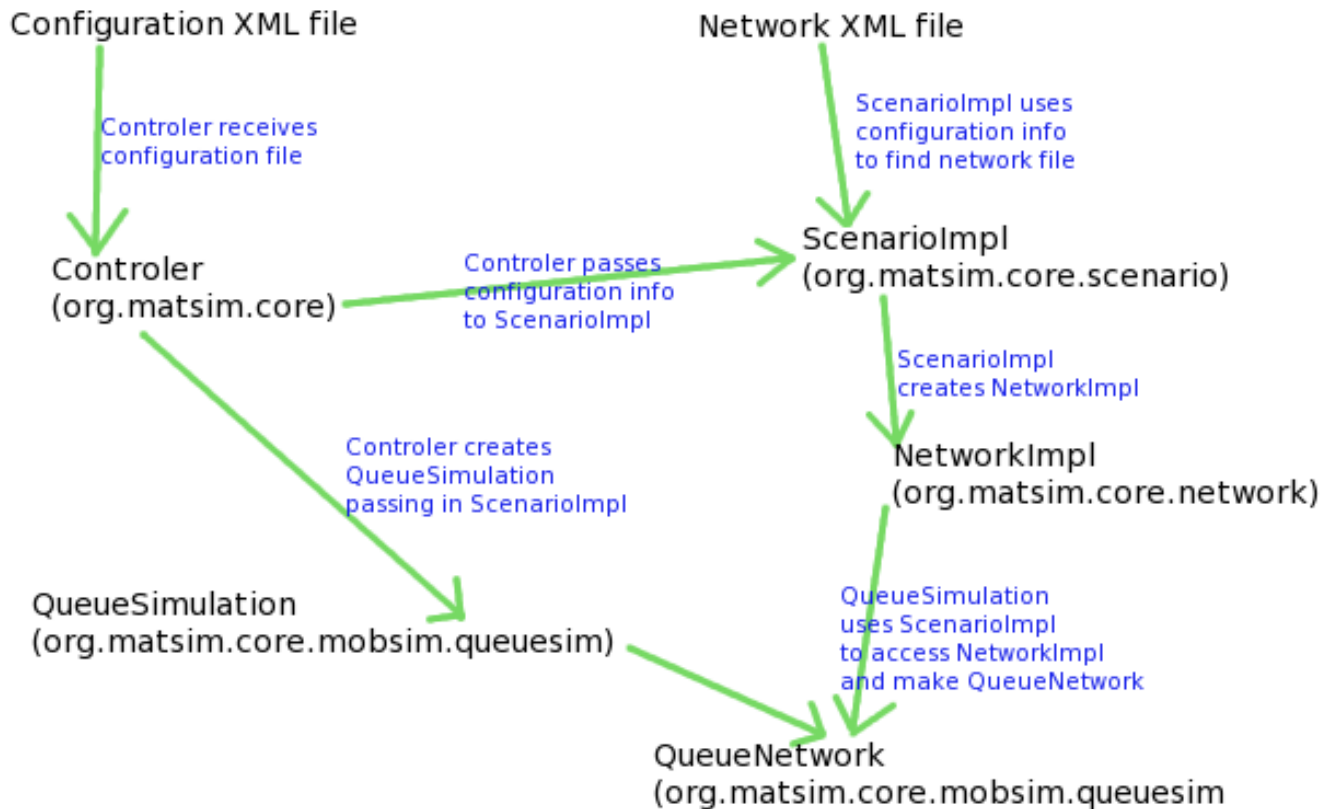 Configuration XML file
Network XML file
Controler receives
configuration file
ScenarioImpl uses
configuration info
to find network file
Controler
(org.matsim.core)
Controler passes
configuration info
to ScenarioImpl
ScenarioImpl
(org.matsim.core.scenario)
ScenarioImpl
creates NetworkImpl
Controler creates
QueueSimulation
passing in ScenarioImpl
NetworkImpl
(org.matsim.core.network)
QueueSimulation
(org.matsim.core.mobsim.queuesim)
QueueSimulation
uses ScenarioImpl
to access NetworkImpl
and make QueueNetwork
QueueNetwork
(org.matsim.core.mobsim.queuesim